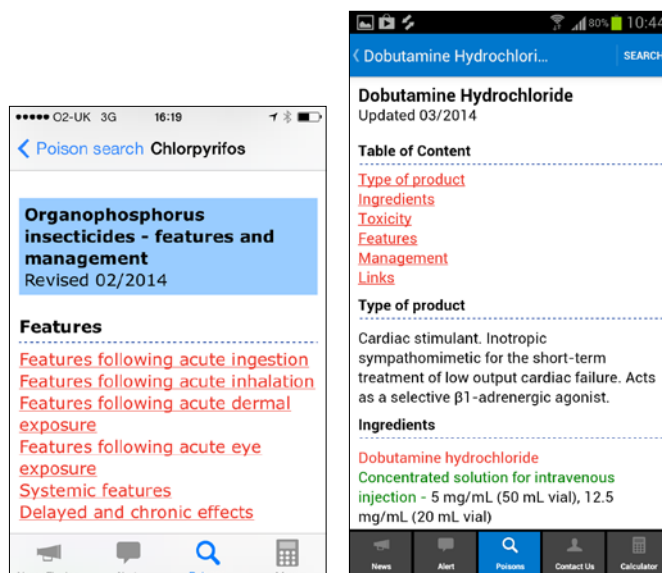 O2-UK 3G 16:19
Poison search Chlorpyrifos
Organophosphorus
insecticides - features and
management
Revised 02/2014
Features
Features following acute ingestion
Features following acute inhalation
Features following acute dermal
exposure
Features following acute eye
exposure
Systemic features
Delayed and chronic effects
80% 10:44
Dobutamine Hydrochlori... SEARCH
Dobutamine Hydrochloride
Updated 03/2014
Table of Content
Type of product
Ingredients
Toxicity
Features
Management
Links
Type of product
Cardiac stimulant. Inotropic
sympathomimetic for the short-term
treatment of low output cardiac failure. Acts
as a selective β1-adrenergic agonist.
Ingredients
Dobutamine hydrochloride
Concentrated solution for intravenous
injection - 5 mg/mL (50 mL vial), 12.5
mg/mL (20 mL vial)
News Alert Poisons Contact Us Calculator